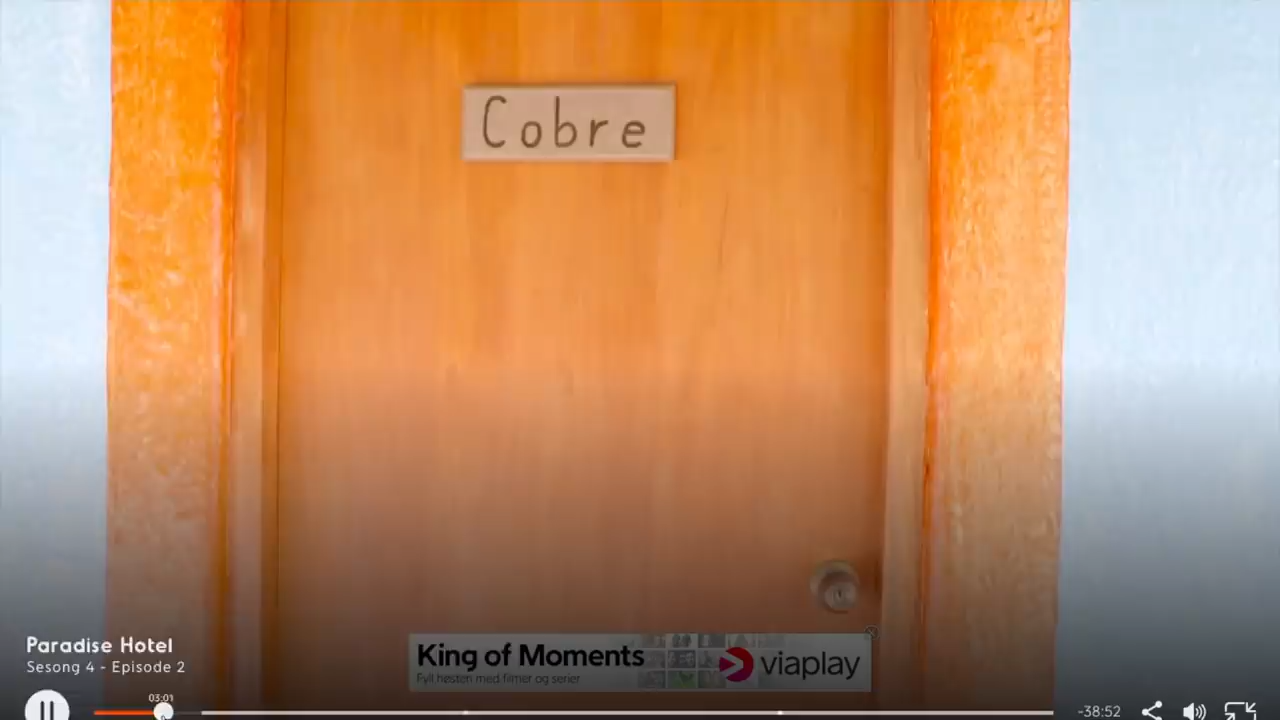 Cobre
Paradise Hotel
Sesong 4 - Episode 2
King of Moments
Fyll høsten med filmer og serier
viaplay
03:01
-38:52